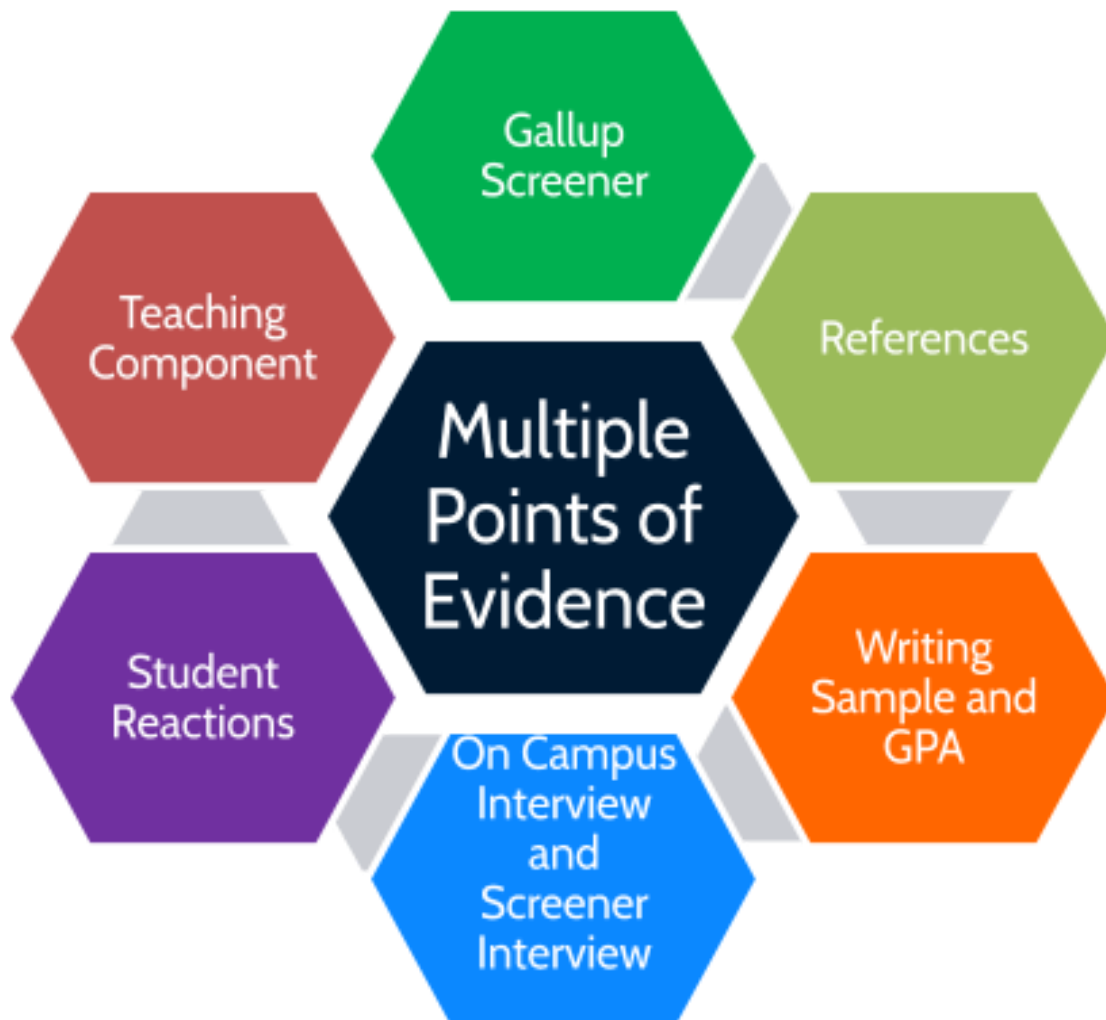 Gallup
Screener
References
Writing
Sample and
GPA
On Campus
Interview
and
Screener
Interview
Student
Reactions
Teaching
Component
Multiple
Points of
Evidence